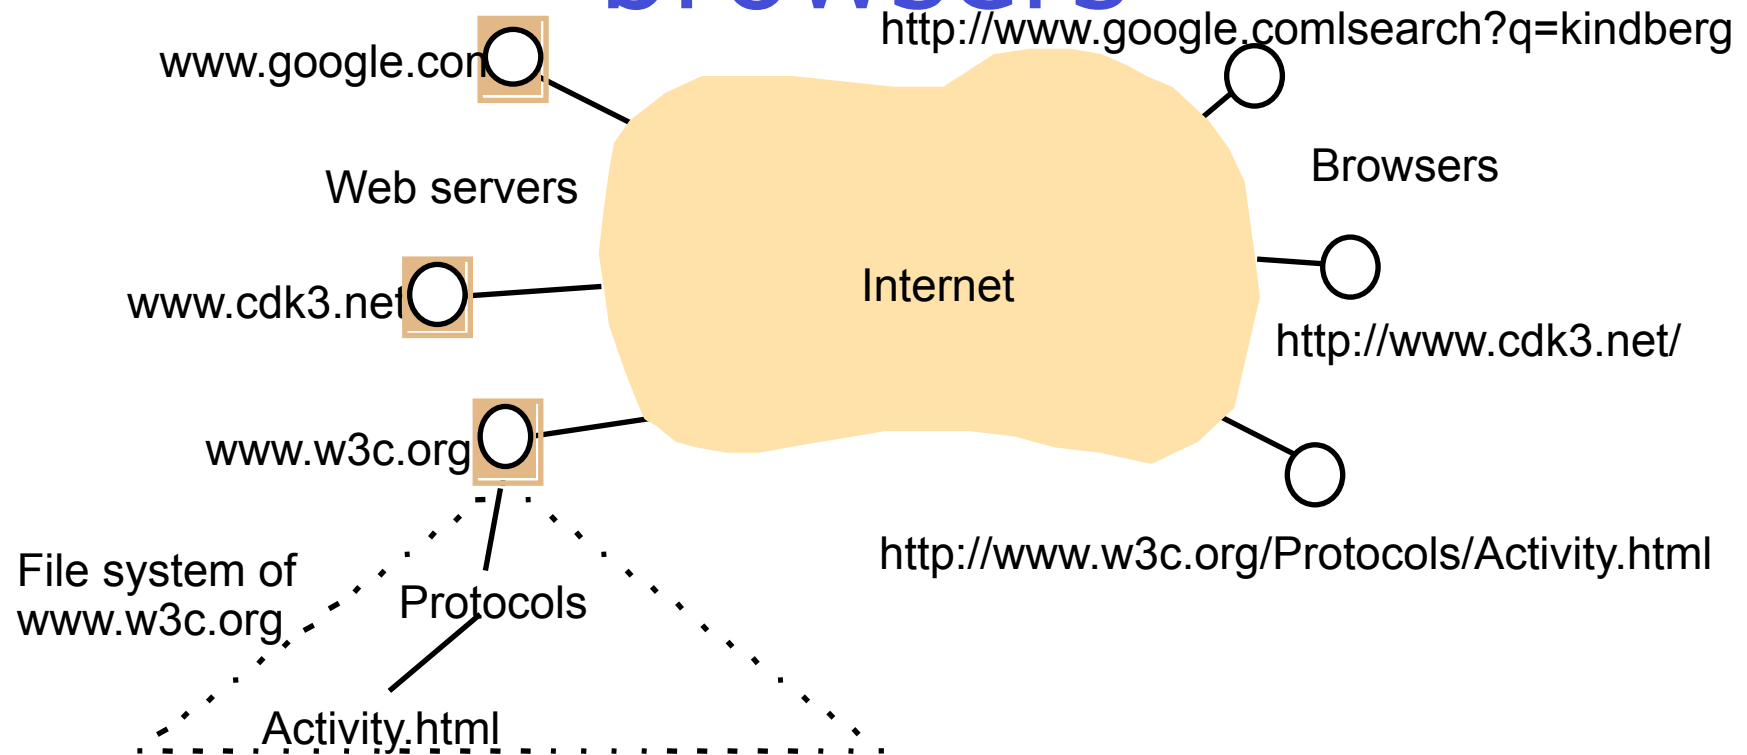 browsers
www.google.com
http://www.google.comlsearch?q=kindberg
Browsers
Web servers
Internet
www.cdk3.net
http://www.cdk3.net/
www.w3c.org
http://www.w3c.org/Protocols/Activity.html
File system of
www.w3c.org
Protocols
Activity.html